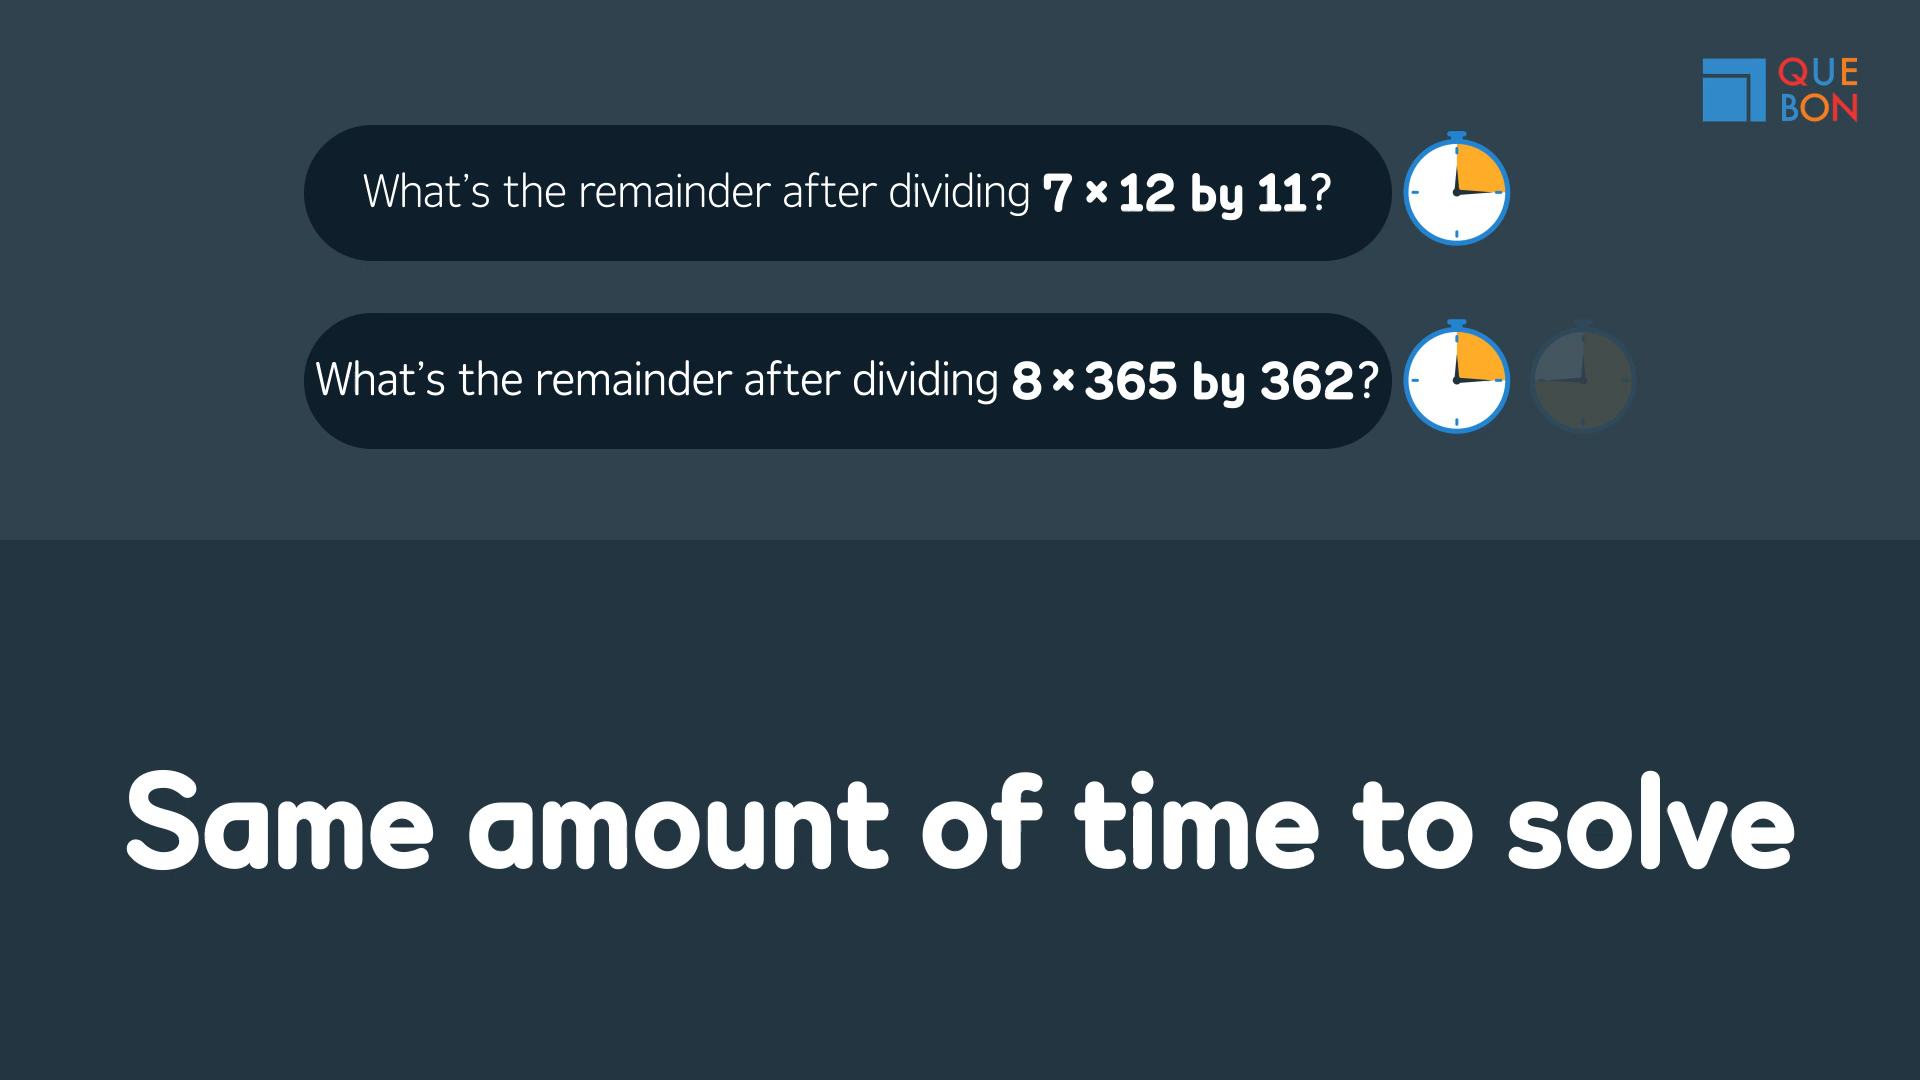 QUE
BON
What's the remainder after dividing 7 × 12 by 11?
What's the remainder after dividing 8 × 365 by 362?
Same amount of time to solve